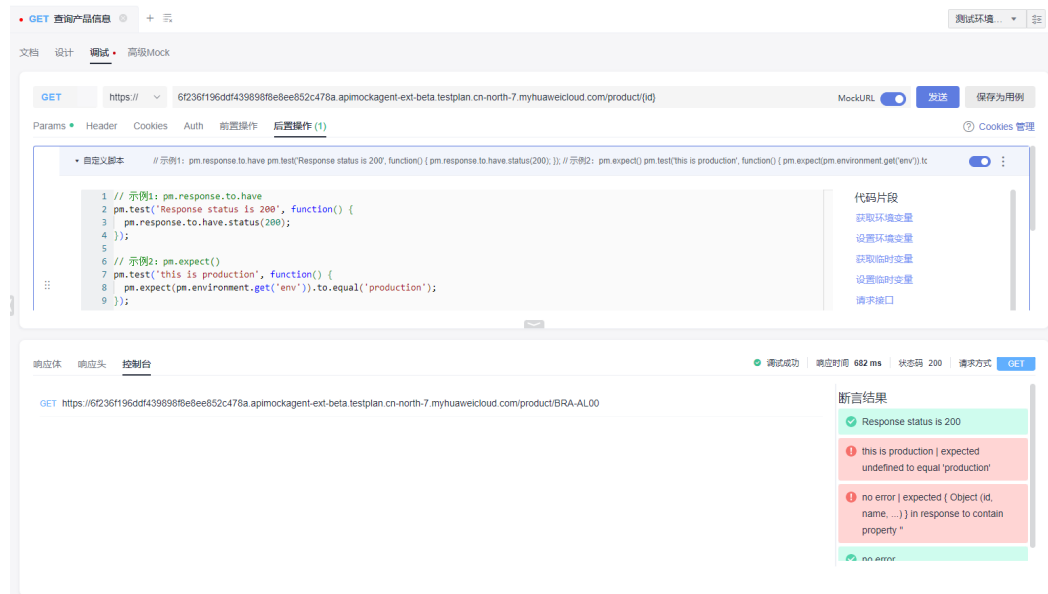 GET 查询产品信息
测试环境...
文档 设计 调试 高级Mock
GET https:// 6f236f196ddf439898f8e8ee852c478a.apimockagent-ext-beta.testplan.cn-north-7.myhuaweicloud.com/product/{id} MockURL 发送 保存为用例
Params Header Cookies Auth 前置操作 后置操作 (1) Cookies 管理
自定义脚本 // 示例1：pm.response.to.have pm.test('Response status is 200', function() { pm.response.to.have.status(200); }); // 示例2：pm.expect() pm.test('this is production', function() { pm.expect(pm.environment.get('env')).tc
1 // 示例1：pm.response.to.have
2 pm.test('Response status is 200', function() {
3 pm.response.to.have.status(200);
4 });
5
6 // 示例2：pm.expect()
7 pm.test('this is production', function() {
8 pm.expect(pm.environment.get('env')).to.equal('production');
9 });
代码片段
获取环境变量
设置环境变量
获取临时变量
设置临时变量
请求接口
响应体 响应头 控制台 调试成功 响应时间 682 ms 状态码 200 请求方式 GET
GET https://6f236f196ddf439898f8e8ee852c478a.apimockagent-ext-beta.testplan.cn-north-7.myhuaweicloud.com/product/BRA-AL00
断言结果
Response status is 200
this is production | expected
undefined to equal 'production'
no error | expected { Object (id,
name, ...) } in response to contain
property ''
no error